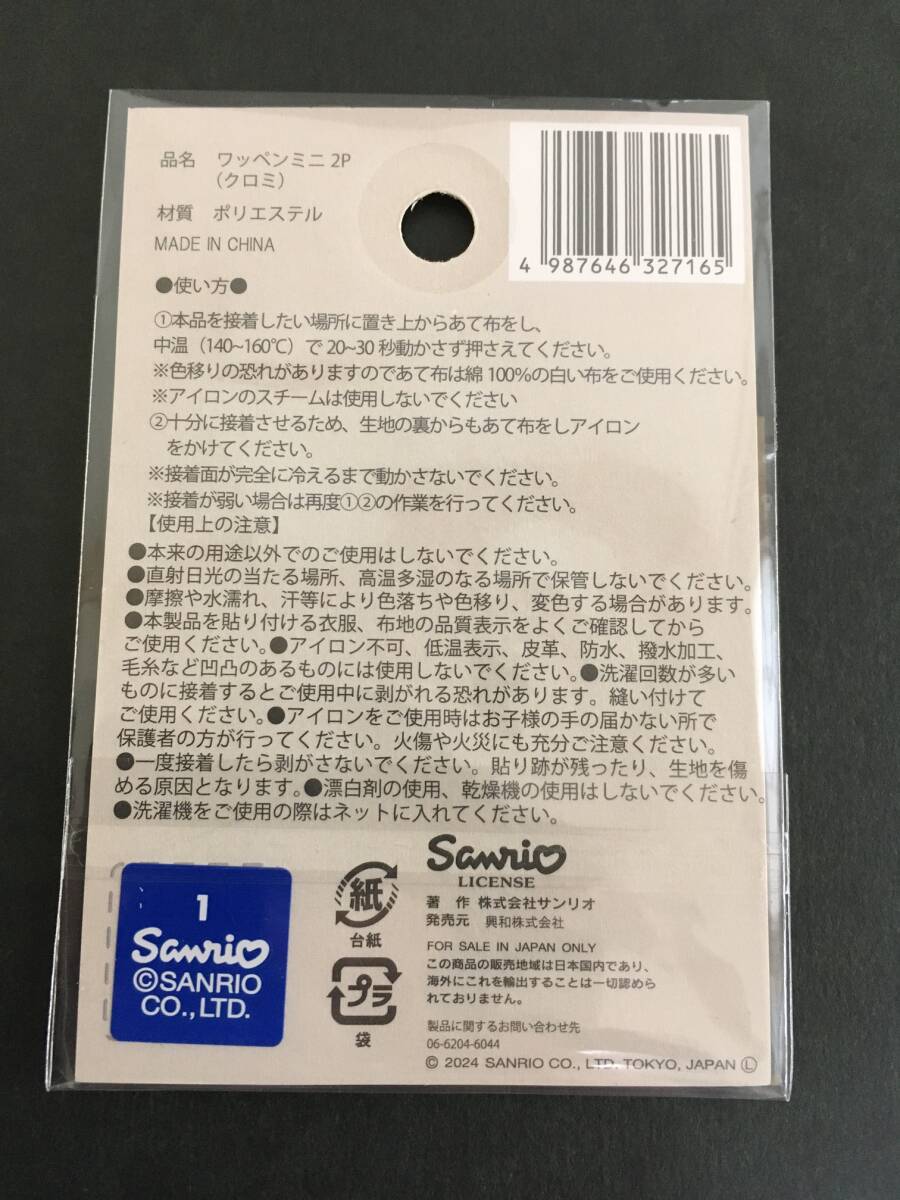 品名 ワッペンミニ 2P
（クロミ）
材質 ポリエステル
MADE IN CHINA
4 987646 327165
●使い方●
①本品を接着したい場所に置き上からあて布をし、
中温（140~160℃）で 20~30 秒動かさず押さえてください。
※色移りの恐れがありますのであて布は綿 100%の白い布をご使用ください。
※アイロンのスチームは使用しないでください
②十分に接着させるため、生地の裏からもあて布をしアイロン
をかけてください。
※接着面が完全に冷えるまで動かさないでください。
※接着が弱い場合は再度①②の作業を行ってください。
【使用上の注意】
●本来の用途以外でのご使用はしないでください。
●直射日光の当たる場所、高温多湿のなる場所で保管しないでください。
●摩擦や水濡れ、汗等により色落ちや色移り、変色する場合があります。
●本製品を貼り付ける衣服、布地の品質表示をよくご確認してから
ご使用ください。●アイロン不可、低温表示、皮革、防水、撥水加工、
毛糸など凹凸のあるものには使用しないでください。●洗濯回数が多い
ものに接着するとご使用中に剥がれる恐れがあります。縫い付けて
ご使用ください。●アイロンをご使用時はお子様の手の届かない所で
保護者の方が行ってください。火傷や火災にも充分ご注意ください。
●一度接着したら剥がさないでください。貼り跡が残ったり、生地を傷
める原因となります。●漂白剤の使用、乾燥機の使用はしないでください。
●洗濯機をご使用の際はネットに入れてください。
1
Sanrio
©SANRIO
CO.,LTD.
紙
台紙
プラ
袋
Sanrio
LICENSE
著 作 株式会社サンリオ
発売元 興和株式会社
FOR SALE IN JAPAN ONLY
この商品の販売地域は日本国内であり、
海外にこれを輸出することは一切認めら
れておりません。
製品に関するお問い合わせ先
06-6204-6044
© 2024 SANRIO CO., LTD. TOKYO, JAPAN Ⓛ